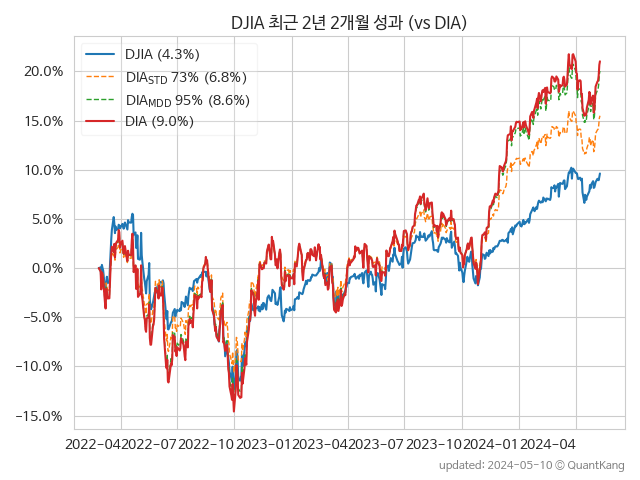 DJIA 최근 2년 2개월 성과 (vs DIA)
DJIA (4.3%)
DIA_STD 73% (6.8%)
DIA_MDD 95% (8.6%)
DIA (9.0%)
20.0%
15.0%
10.0%
5.0%
0.0%
−5.0%
−10.0%
−15.0%
2022-04 2022-07 2022-10 2023-01 2023-04 2023-07 2023-10 2024-01 2024-04
updated: 2024-05-10 © QuantKang